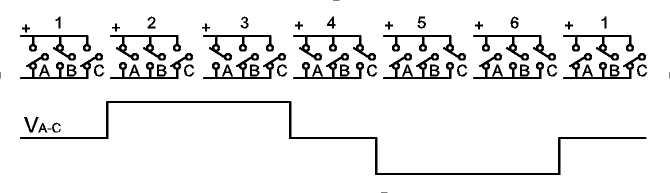 + 1 + 2 + 3 + 4 + 5 + 6 + 1
A B C A B C A B C A B C A B C A B C A B C
VA-C